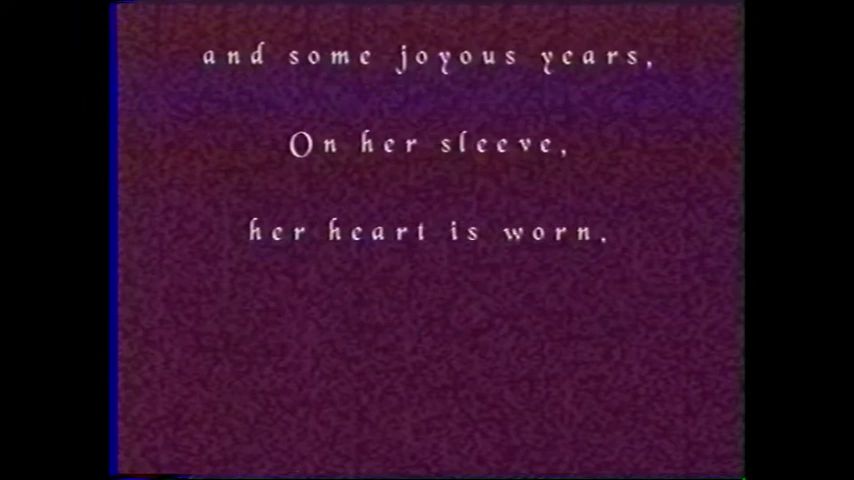 and some joyous years,
On her sleeve,
her heart is worn,